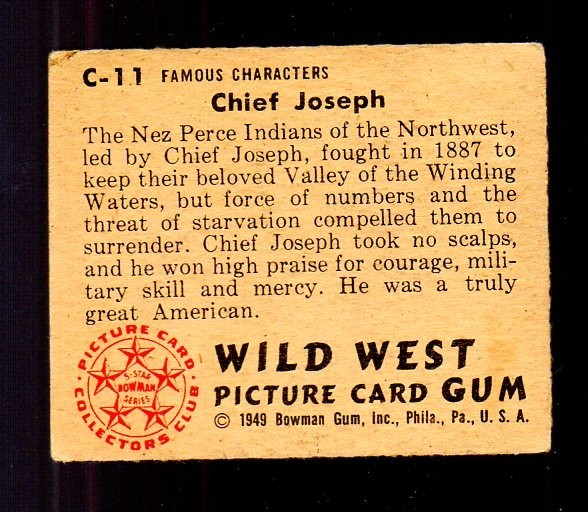 C-11 FAMOUS CHARACTERS
Chief Joseph
The Nez Perce Indians of the Northwest,
led by Chief Joseph, fought in 1887 to
keep their beloved Valley of the Winding
Waters, but force of numbers and the
threat of starvation compelled them to
surrender. Chief Joseph took no scalps,
and he won high praise for courage, mili-
tary skill and mercy. He was a truly
great American.
PICTURE CARD
5-STAR
BOWMAN
SERIES
COLLECTORS CLUB
WILD WEST
PICTURE CARD GUM
© 1949 Bowman Gum, Inc., Phila., Pa., U. S. A.